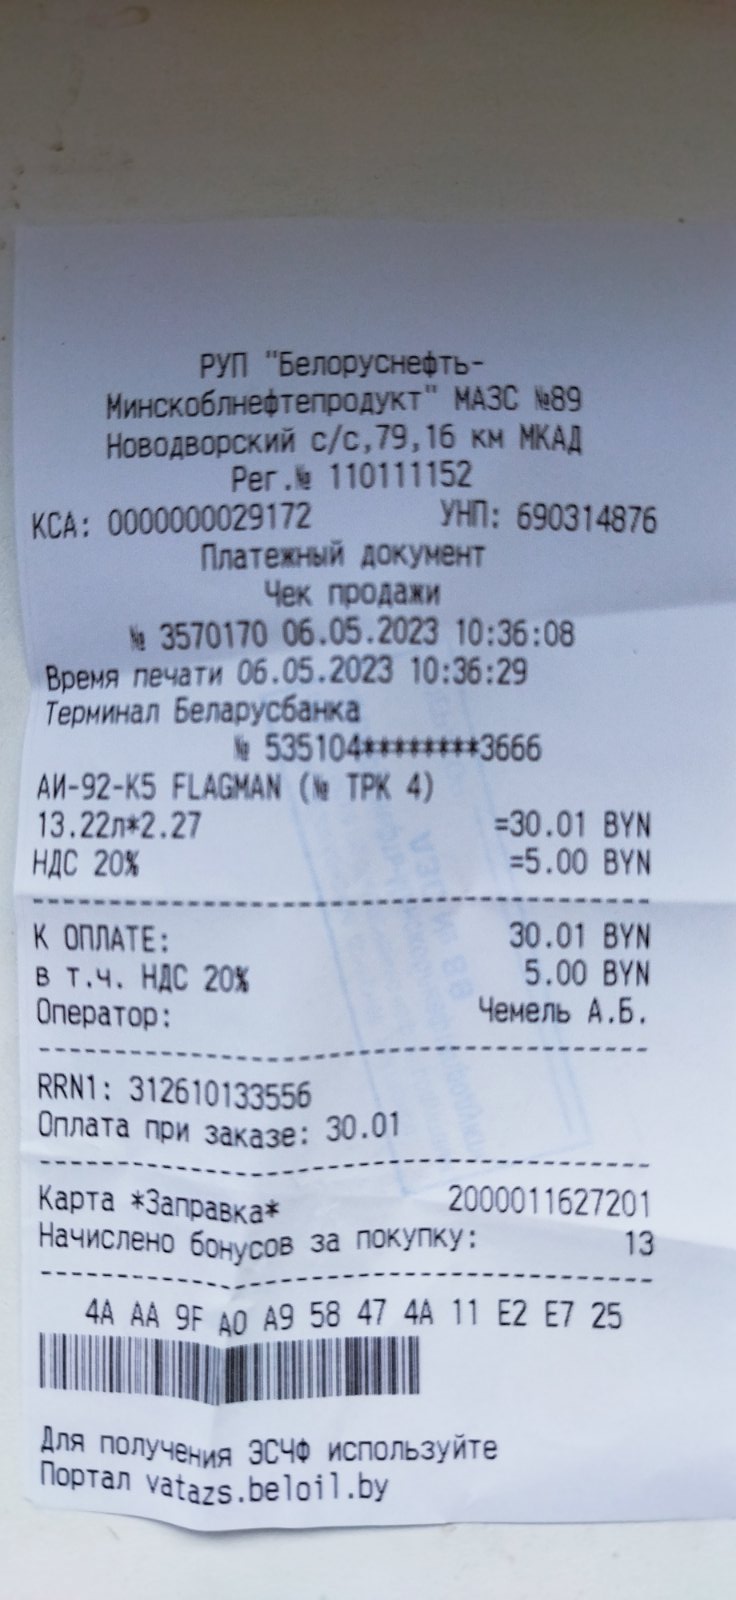 РУП "Белоруснефть-
Минскоблнефтепродукт" МАЗС №89
Новодворский с/с,79,16 км МКАД
Рег.№ 110111152
КСА: 0000000029172 УНП: 690314876
Платежный документ
Чек продажи
№ 3570170 06.05.2023 10:36:08
Время печати 06.05.2023 10:36:29
Терминал Беларусбанка
№ 535104********3666
АИ-92-К5 FLAGMAN (№ ТРК 4)
13.22л*2.27 =30.01 BYN
НДС 20% =5.00 BYN
К ОПЛАТЕ: 30.01 BYN
в т.ч. НДС 20% 5.00 BYN
Оператор: Чемель А.Б.
RRN1: 312610133556
Оплата при заказе: 30.01
Карта *Заправка* 2000011627201
Начислено бонусов за покупку: 13
4A AA 9F A0 A9 58 47 4A 11 E2 E7 25
Для получения ЭСЧФ используйте
Портал vatazs.beloil.by